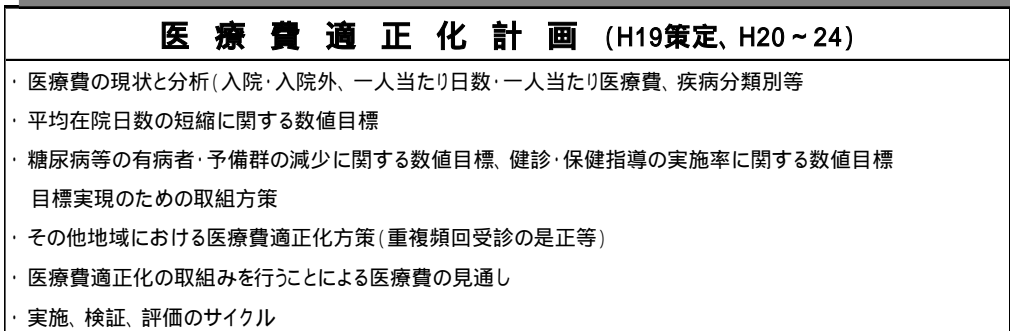 医療費適正化計画 (H19策定、H20~24)
・ 医療費の現状と分析(入院・入院外、一人当たり日数・一人当たり医療費、疾病分類別等
・ 平均在院日数の短縮に関する数値目標
・ 糖尿病等の有病者・予備群の減少に関する数値目標、健診・保健指導の実施率に関する数値目標
目標実現のための取組方策
・ その他地域における医療費適正化方策(重複頻回受診の是正等)
・ 医療費適正化の取組みを行うことによる医療費の見通し
・ 実施、検証、評価のサイクル